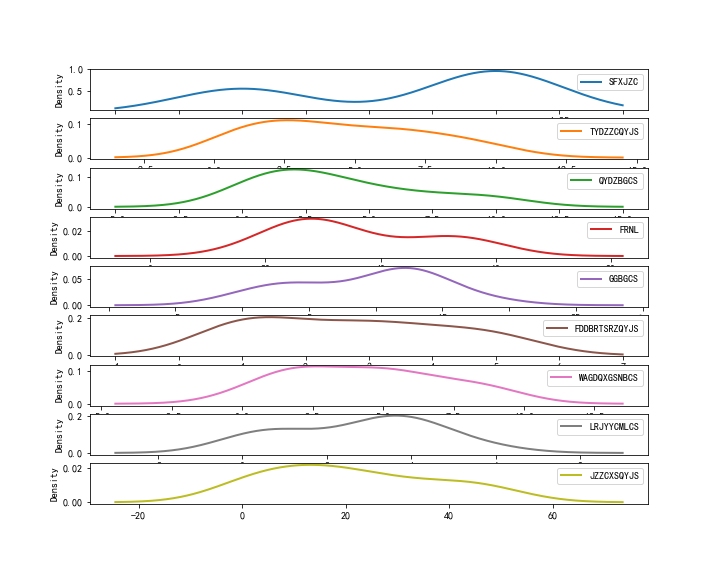 1.0
0.5
Density
SFXJZC
0.1
0.0
Density
TYDZZCQYJS
0.1
0.0
Density
QYDZBGCS
0.02
0.00
Density
FRNL
0.05
0.00
Density
GGBGCS
0.2
0.0
Density
FDDBRTSRZQYJS
0.1
0.0
Density
WAGDQXGSNBCS
0.2
0.0
Density
LRJYYCMLCS
0.02
0.00
Density
JZZCXSQYJS
−20 0 20 40 60